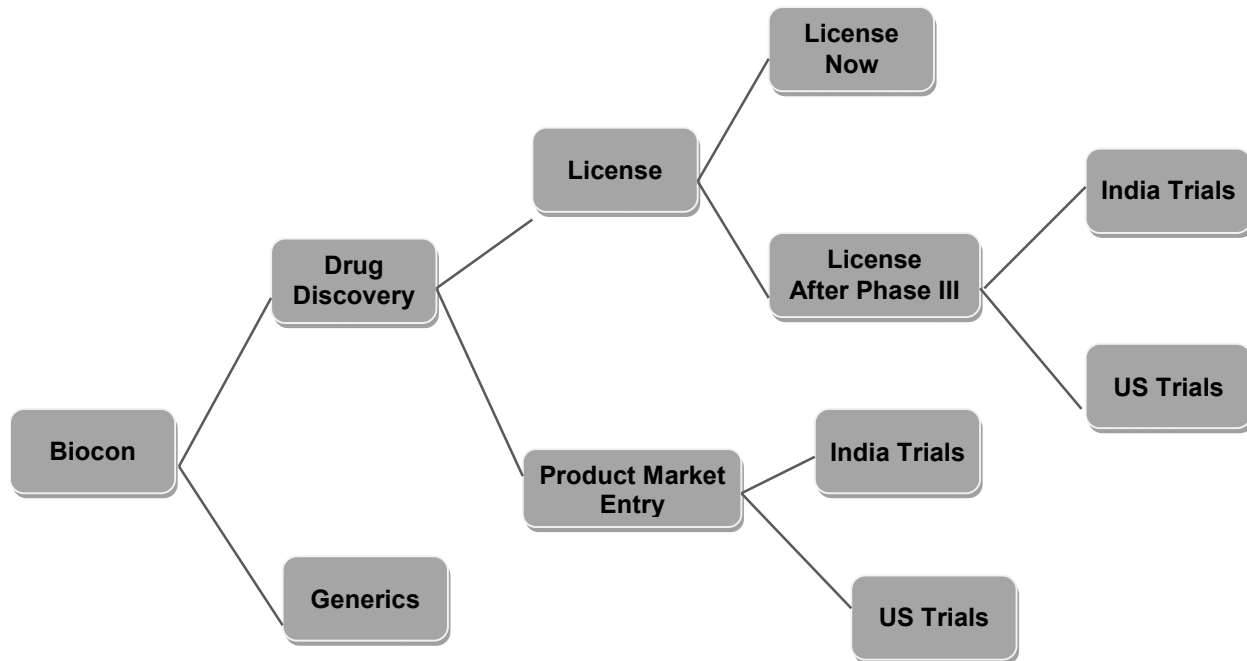 License
Now
License
India Trials
Drug
Discovery
License
After Phase III
US Trials
Biocon
India Trials
Product Market
Entry
Generics
US Trials